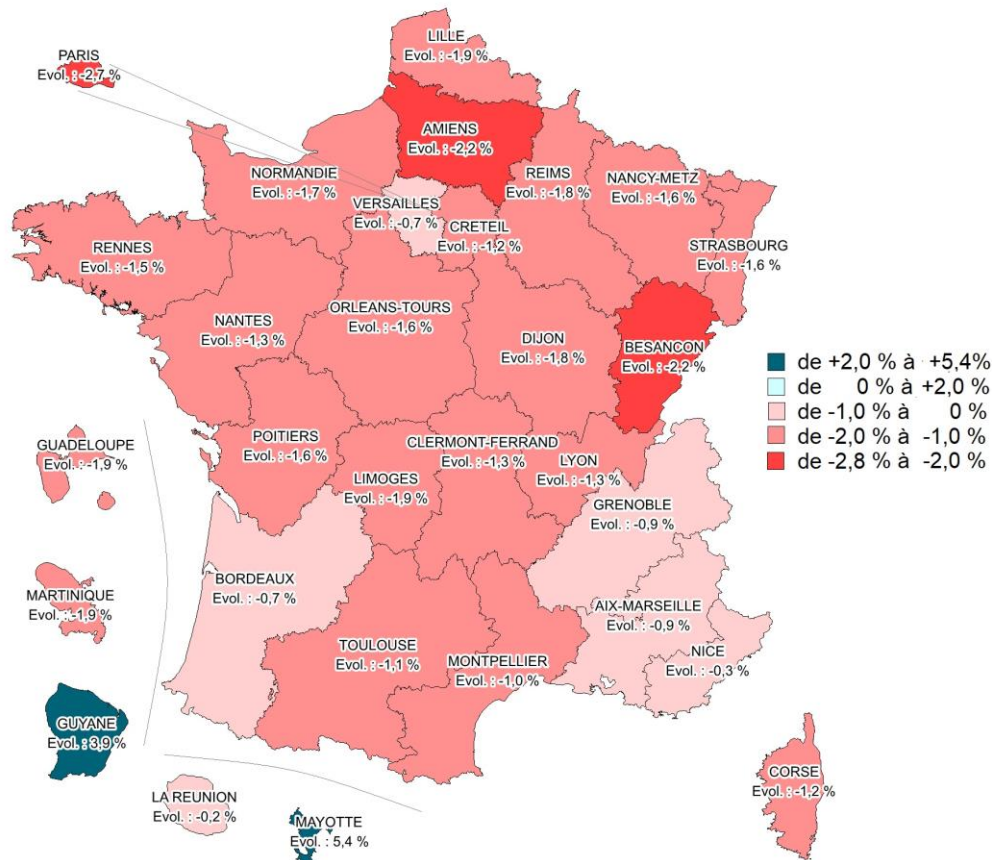 LILLE
Evol. : -1,9 %
PARIS
Evol. : -2,7 %
AMIENS
Evol. : -2,2 %
NORMANDIE
Evol. : -1,7 %
REIMS
Evol. : -1,8 %
NANCY-METZ
Evol. : -1,6 %
VERSAILLES
Evol. : -0,7 %
CRETEIL
Evol. : -1,2 %
STRASBOURG
Evol. : -1,6 %
RENNES
Evol. : -1,5 %
ORLEANS-TOURS
Evol. : -1,6 %
NANTES
Evol. : -1,3 %
DIJON
Evol. : -1,8 %
BESANCON
Evol. : -2,2 %
de +2,0 % à +5,4%
de 0 % à +2,0 %
de -1,0 % à 0 %
de -2,0 % à -1,0 %
de -2,8 % à -2,0 %
GUADELOUPE
Evol. : -1,9 %
POITIERS
Evol. : -1,6 %
CLERMONT-FERRAND
Evol. : -1,3 %
LYON
Evol. : -1,3 %
LIMOGES
Evol. : -1,9 %
GRENOBLE
Evol. : -0,9 %
MARTINIQUE
Evol. : -1,9 %
BORDEAUX
Evol. : -0,7 %
AIX-MARSEILLE
Evol. : -0,9 %
TOULOUSE
Evol. : -1,1 %
MONTPELLIER
Evol. : -1,0 %
NICE
Evol. : -0,3 %
GUYANE
Evol. : 3,9 %
LA REUNION
Evol. : -0,2 %
MAYOTTE
Evol. : 5,4 %
CORSE
Evol. : -1,2 %